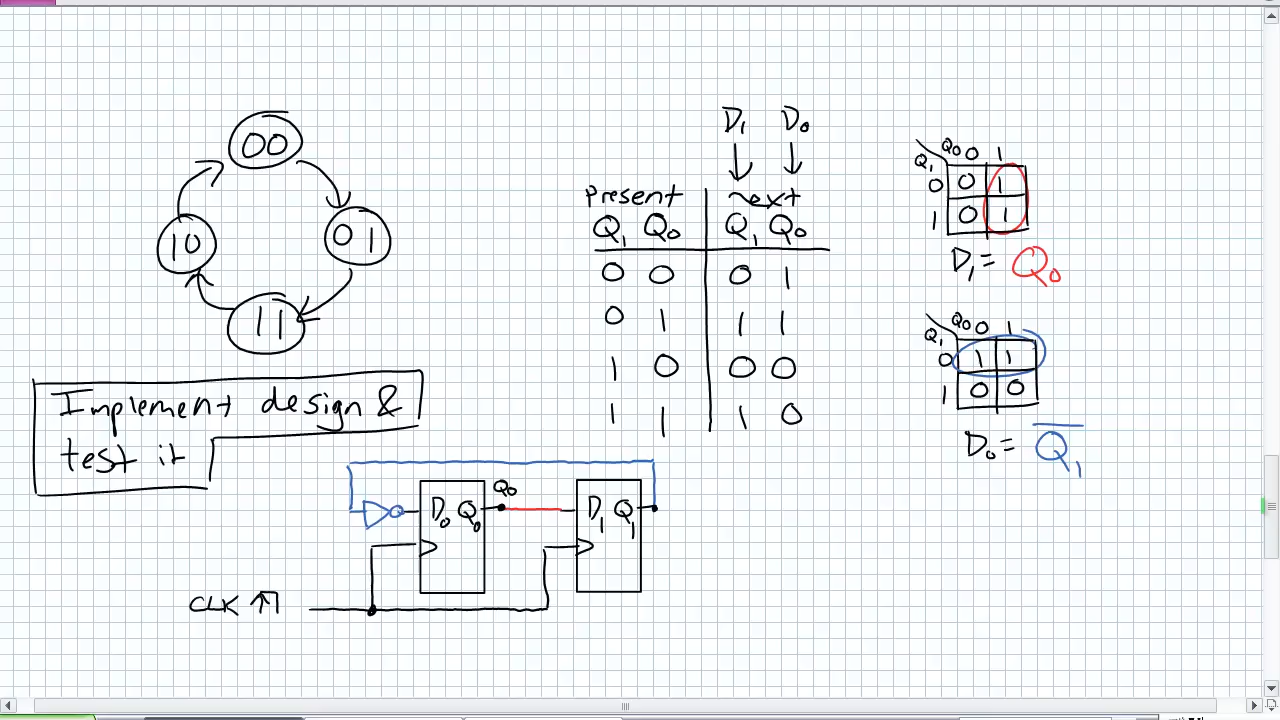 00
10
01
11
Implement design &
test it
D1 D0
Present next
Q1 Q0 Q1 Q0
0 0 0 1
0 1 1 1
1 0 0 0
1 1 1 0
Q0 0 1
Q1
0 0 1
1 0 1
D1 = Q0
Q0 0 1
Q1
0 1 1
1 0 0
D0 = Q̅1
Q0
D0 Q0 D1 Q1
CLK